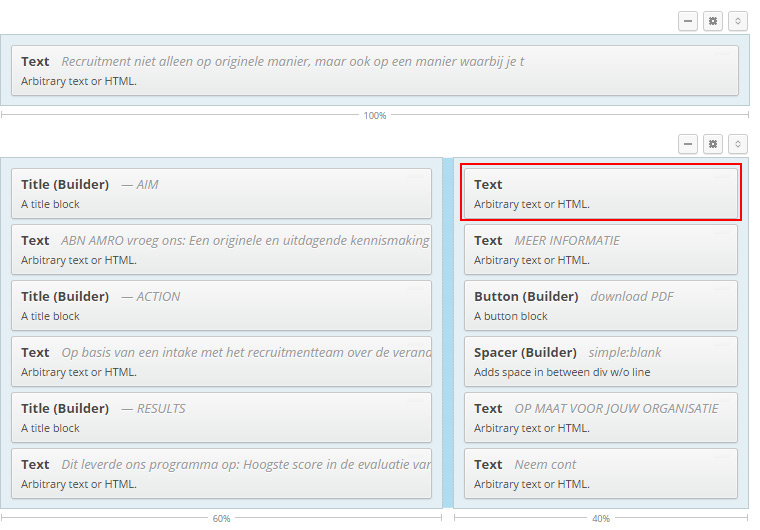 Text Recruitment niet alleen op originele manier, maar ook op een manier waarbij je t
Arbitrary text or HTML.
100%
Title (Builder) — AIM
A title block
Text ABN AMRO vroeg ons: Een originele en uitdagende kennismaking
Arbitrary text or HTML.
Title (Builder) — ACTION
A title block
Text Op basis van een intake met het recruitmentteam over de verand
Arbitrary text or HTML.
Title (Builder) — RESULTS
A title block
Text Dit leverde ons programma op: Hoogste score in de evaluatie van
Arbitrary text or HTML.
60%
Text
Arbitrary text or HTML.
Text MEER INFORMATIE
Arbitrary text or HTML.
Button (Builder) download PDF
A button block
Spacer (Builder) simple:blank
Adds space in between div w/o line
Text OP MAAT VOOR JOUW ORGANISATIE
Arbitrary text or HTML.
Text Neem cont
Arbitrary text or HTML.
40%